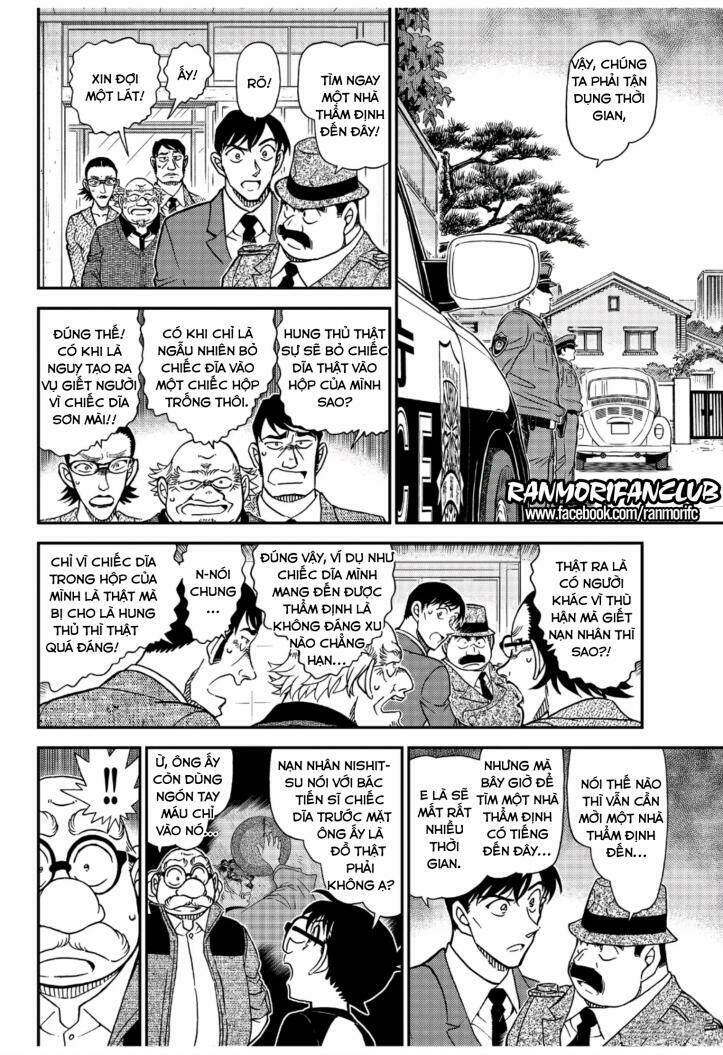 VẬY, CHÚNG
TA PHẢI TẬN
DỤNG THỜI
GIAN,
TÌM NGAY
MỘT NHÀ
THẨM ĐỊNH
ĐẾN ĐÂY!
RÕ!
ẤY!
XIN ĐỢI
MỘT LÁT!
CE
POLICE
RANMORIFANCLUB
www.facebook.com/ranmorifc
HUNG THỦ THẬT
SỰ SẼ BỎ CHIẾC
DĨA THẬT VÀO
HỘP CỦA MÌNH
SAO?
CÓ KHI CHỈ LÀ
NGẪU NHIÊN BỎ
CHIẾC ĐĨA VÀO
MỘT CHIẾC HỘP
TRỐNG THÔI.
ĐÚNG THẾ!
CÓ KHI LÀ
NGUỴ TẠO RA
VỤ GIẾT NGƯỜI
VÌ CHIẾC DĨA
SƠN MÀI!!
THẬT RA LÀ
CÓ NGƯỜI
KHÁC VÌ THÙ
HẬN MÀ GIẾT
NẠN NHÂN THÌ
SAO?!
ĐÚNG VẬY, VÍ DỤ NHƯ
CHIẾC DĨA MÌNH
MANG ĐẾN ĐƯỢC
THẨM ĐỊNH LÀ
KHÔNG ĐÁNG XU
NÀO CHẲNG
HẠN...
N-NÓI
CHUNG
...
CHỈ VÌ CHIẾC DĨA
TRONG HỘP CỦA
MÌNH LÀ THẬT MÀ
BỊ CHO LÀ HUNG
THỦ THÌ THẬT
QUÁ ĐÁNG!
NÓI THẾ NÀO
THÌ VẪN CẦN
MỜI MỘT NHÀ
THẨM ĐỊNH
ĐẾN...
NHƯNG MÀ
BÂY GIỜ ĐỂ
TÌM MỘT NHÀ
THẨM ĐỊNH
CÓ TIẾNG
ĐẾN ĐÂY...
E LÀ SẼ
MẤT RẤT
NHIỀU
THỜI
GIAN.
NẠN NHÂN NISHIT-
SU NÓI VỚI BÁC
TIẾN SĨ CHIẾC
DĨA TRƯỚC MẶT
ÔNG ẤY LÀ
ĐỒ THẬT
PHẢI
KHÔNG Ạ?
Ừ, ÔNG ẤY
CÒN DÙNG
NGÓN TAY
MÁU CHỈ
VÀO NÓ...
!!